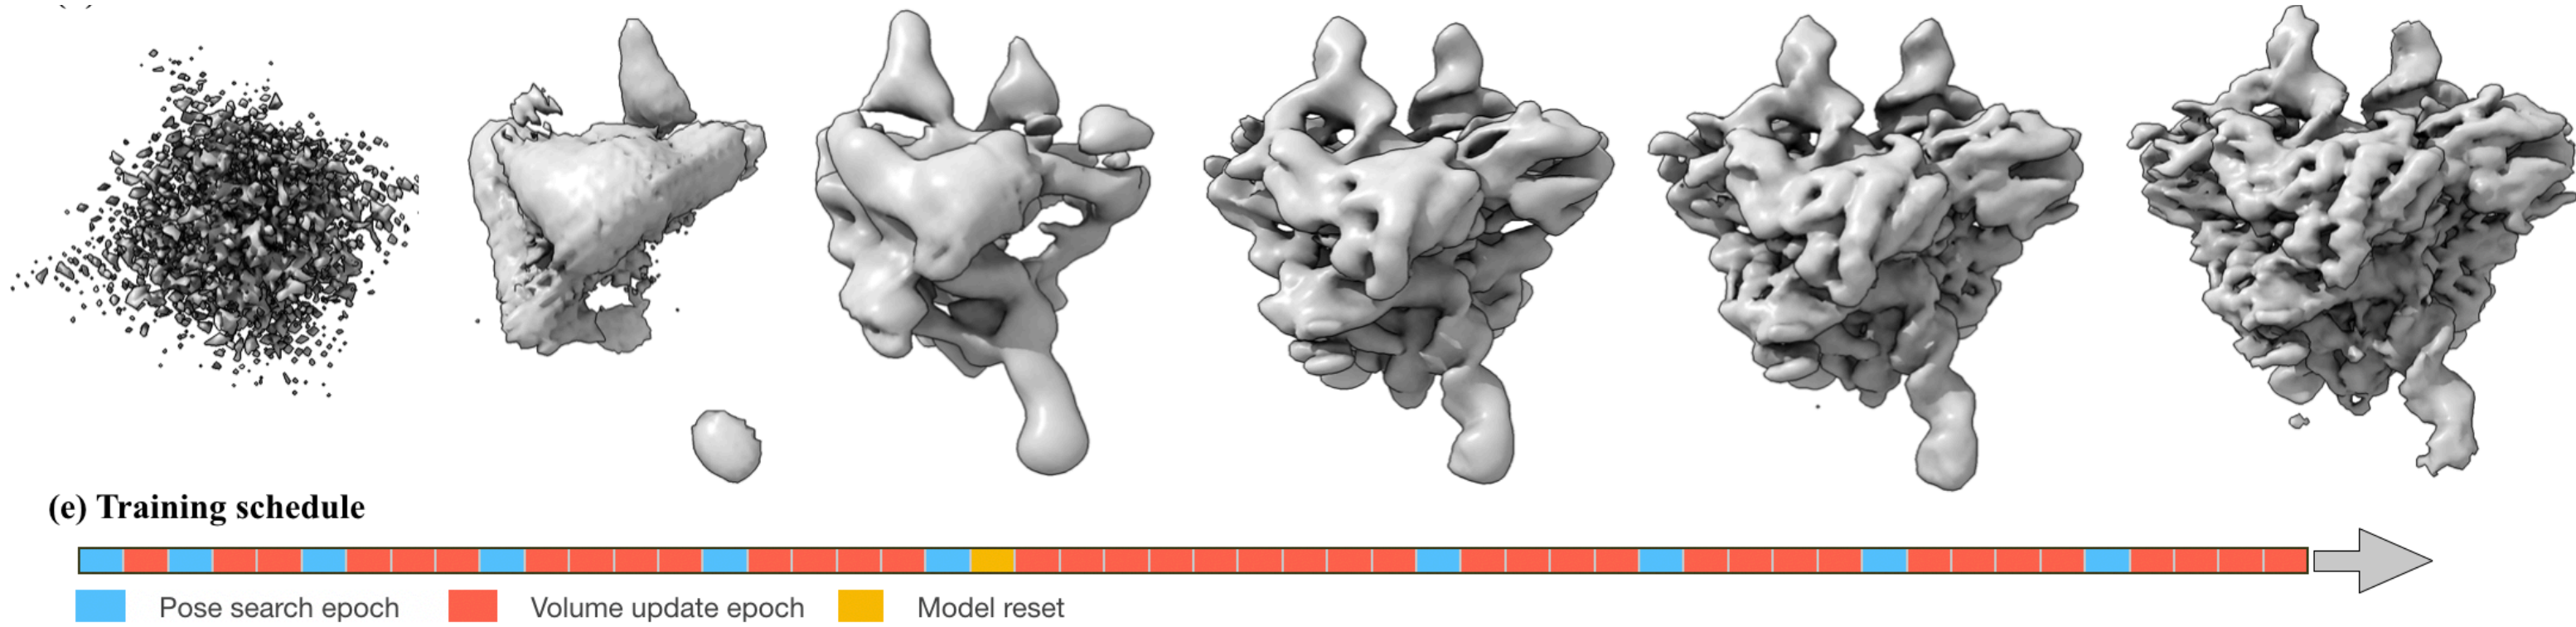 (e) Training schedule
Pose search epoch Volume update epoch Model reset